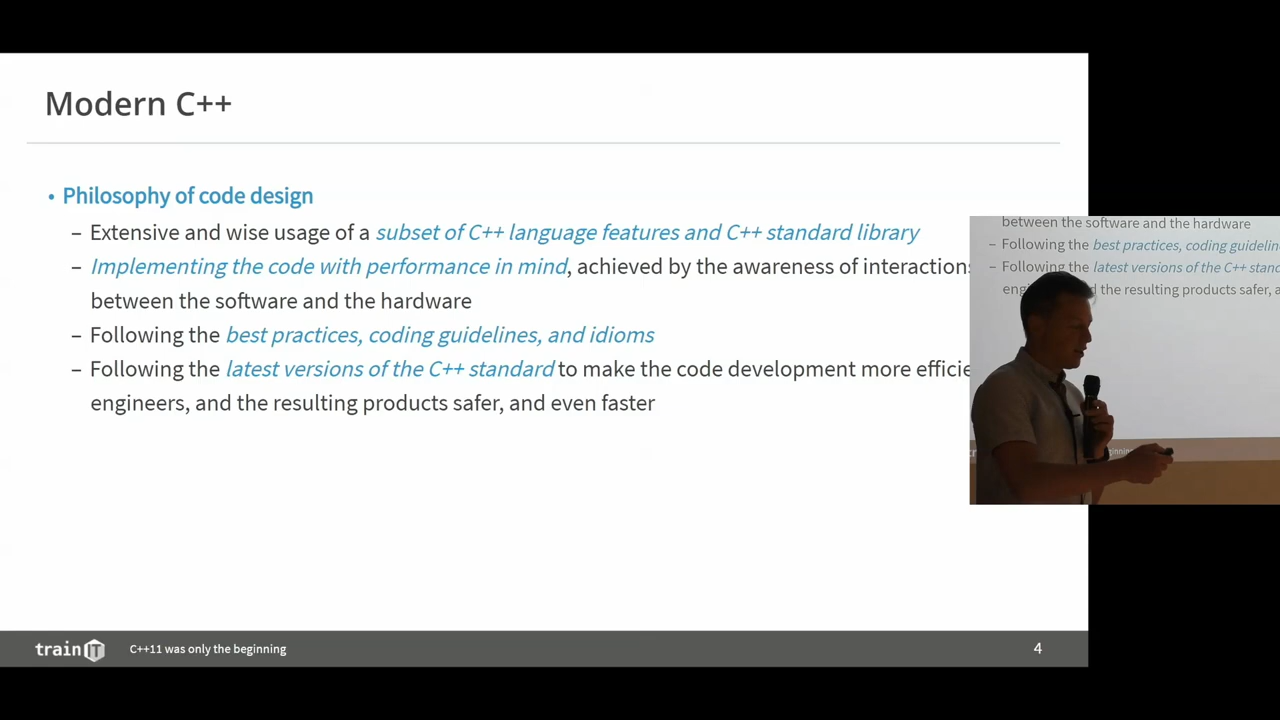 Modern C++
• Philosophy of code design
– Extensive and wise usage of a subset of C++ language features and C++ standard library
– Implementing the code with performance in mind, achieved by the awareness of interactions
between the software and the hardware
– Following the best practices, coding guidelines, and idioms
– Following the latest versions of the C++ standard to make the code development more efficie
engineers, and the resulting products safer, and even faster
between the software and the hardware
– Following the best practices, coding guidelin
– Following the latest versions of the C++ stand
the resulting products safer, a
trainIT
C++11 was only the beginning
4